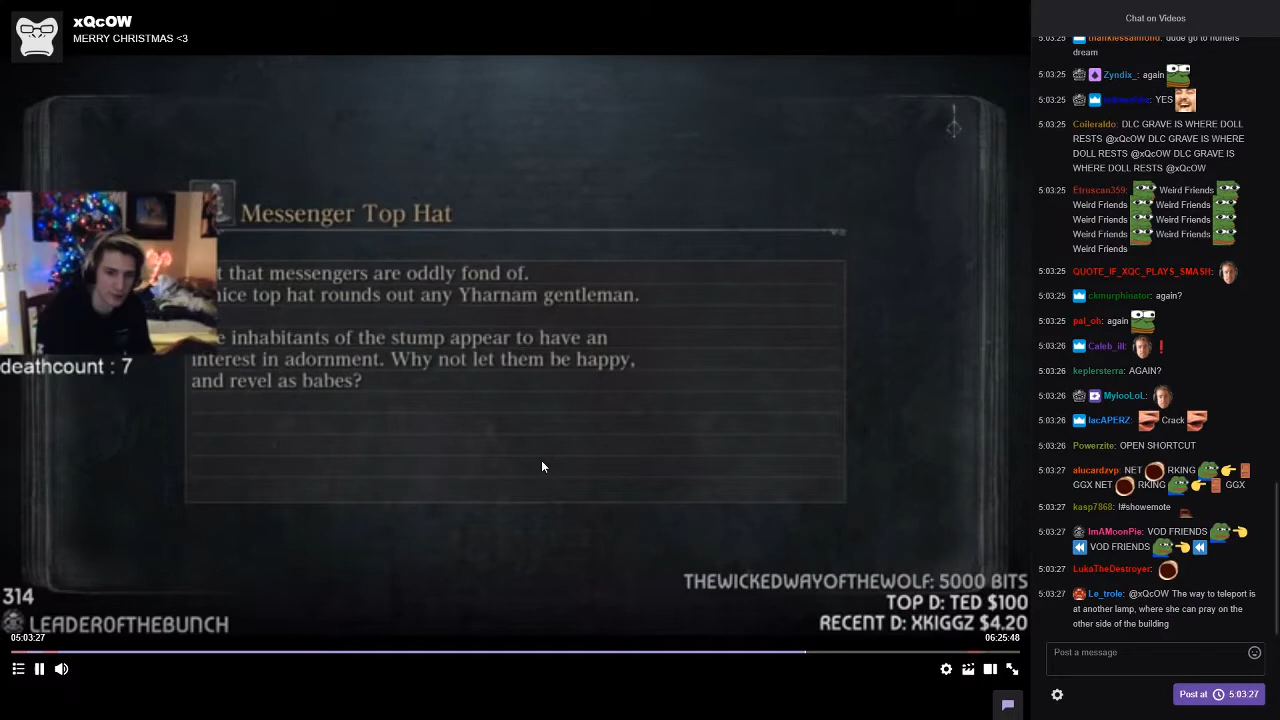 xQcOW
MERRY CHRISTMAS <3
Messenger Top Hat
t that messengers are oddly fond of.
nice top hat round out any Yharnam gentleman.
e inhabitants of the stump appear to have an
interest in adornment. Why not let them be happy,
and revel as babes?
deathcount : 7
314
LEADEROFTHEBUNCH
THEWICKEDWAYOFTHEWOLF: 5000 BITS
TOP D: TED $100
RECENT D: XKIGGZ $4.20
05:03:27
06:25:48
Chat on Videos
thanklessalmond: dude go to hunters
dream
5:03:25 Zyndix_: again
5:03:25 YES
5:03:25 Coileraldo: DLC GRAVE IS WHERE DOLL
RESTS @xQcOW DLC GRAVE IS WHERE
DOLL RESTS @xQcOW DLC GRAVE IS
WHERE DOLL RESTS @xQcOW
5:03:25 Etruscan359: Weird Friends
Weird Friends Weird Friends
Weird Friends Weird Friends
Weird Friends Weird Friends
Weird Friends
5:03:25 QUOTE_IF_XQC_PLAYS_SMASH:
5:03:25 ckmurphinator: again?
5:03:25 pal_oh: again
5:03:26 Caleb_ill:
5:03:26 keplersterra: AGAIN?
5:03:26 MylooLoL:
5:03:26 lacAPERZ: Crack
5:03:26 Powerzite: OPEN SHORTCUT
5:03:27 alucardzvp: NET RKING
GGX NET RKING GGX
5:03:27 kasp7868: !#showemote
5:03:27 ImAMoonPie: VOD FRIENDS
VOD FRIENDS
5:03:27 LukaTheDestroyer:
5:03:27 Le_trole: @xQcOW The way to teleport is
at another lamp, where she can pray on the
other side of the building
Post a message
Post at 5:03:27